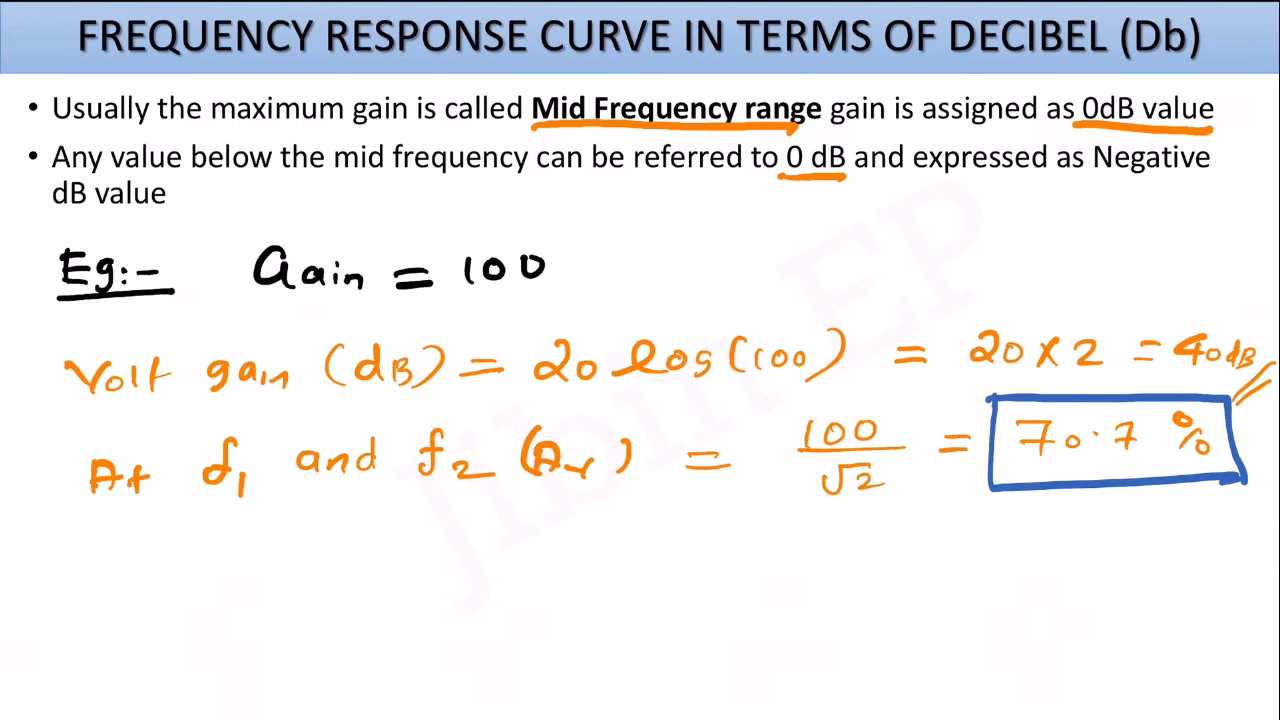 FREQUENCY RESPONSE CURVE IN TERMS OF DECIBEL (Db)
• Usually the maximum gain is called Mid Frequency range gain is assigned as 0dB value
• Any value below the mid frequency can be referred to 0 dB and expressed as Negative
dB value
Eg:- Gain = 100
Volt gain (dB) = 20 log(100) = 20 x 2 = 40dB
At f1 and f2 (Av) = 100/√2 = 70.7 %
Jibin EP